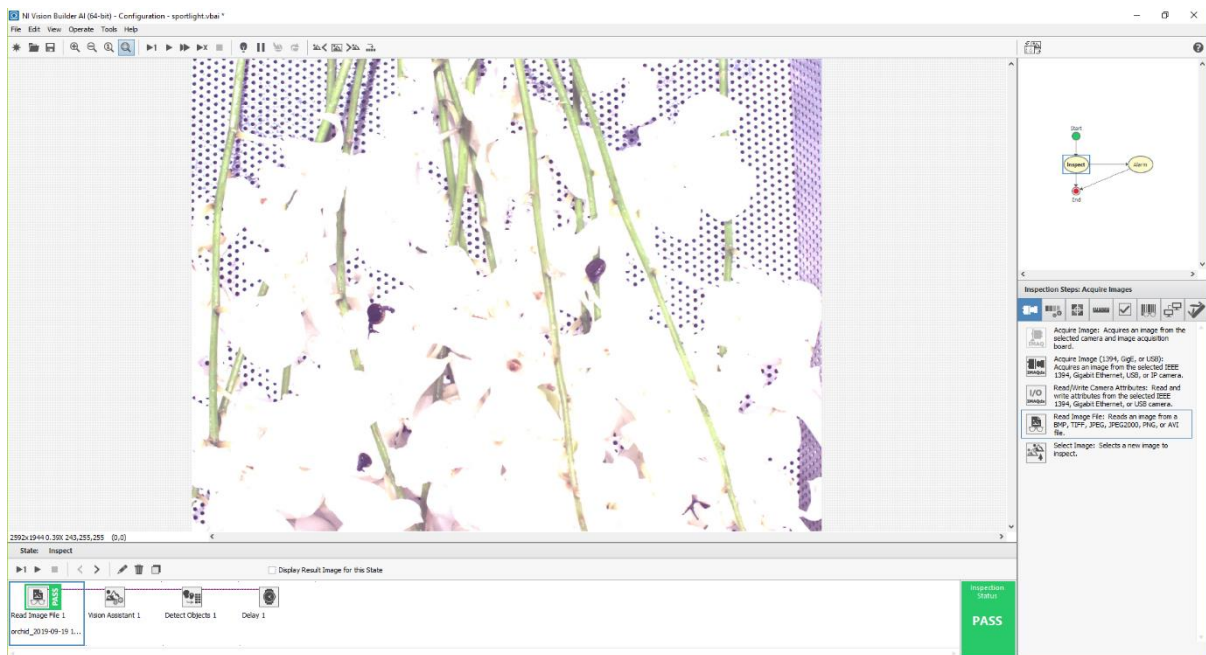 NI Vision Builder AI (64-bit) - Configuration - sportlight.vbai *
File Edit View Operate Tools Help
Start
Inspect
Alarm
End
Inspection Steps: Acquire Images
Acquire Image: Acquires an image from the
selected camera and image acquisition
board.
Acquire Image (1394, GigE, or USB):
Acquires an image from the selected IEEE
1394, Gigabit Ethernet, USB, or IP camera.
I/O
Read/Write Camera Attributes: Read and
write attributes from the selected IEEE
1394, Gigabit Ethernet, or USB camera.
Read Image File: Reads an image from a
BMP, TIFF, JPEG, JPEG2000, PNG, or AVI
file.
Select Image: Selects a new image to
inspect.
2592x1944 0.39X 243,255,255 (0,0)
State: Inspect
Display Result Image for this State
PASS
Read Image File 1
Vision Assistant 1
Detect Objects 1
Delay 1
orchid_2019-09-19 1...
Inspection
Status
PASS